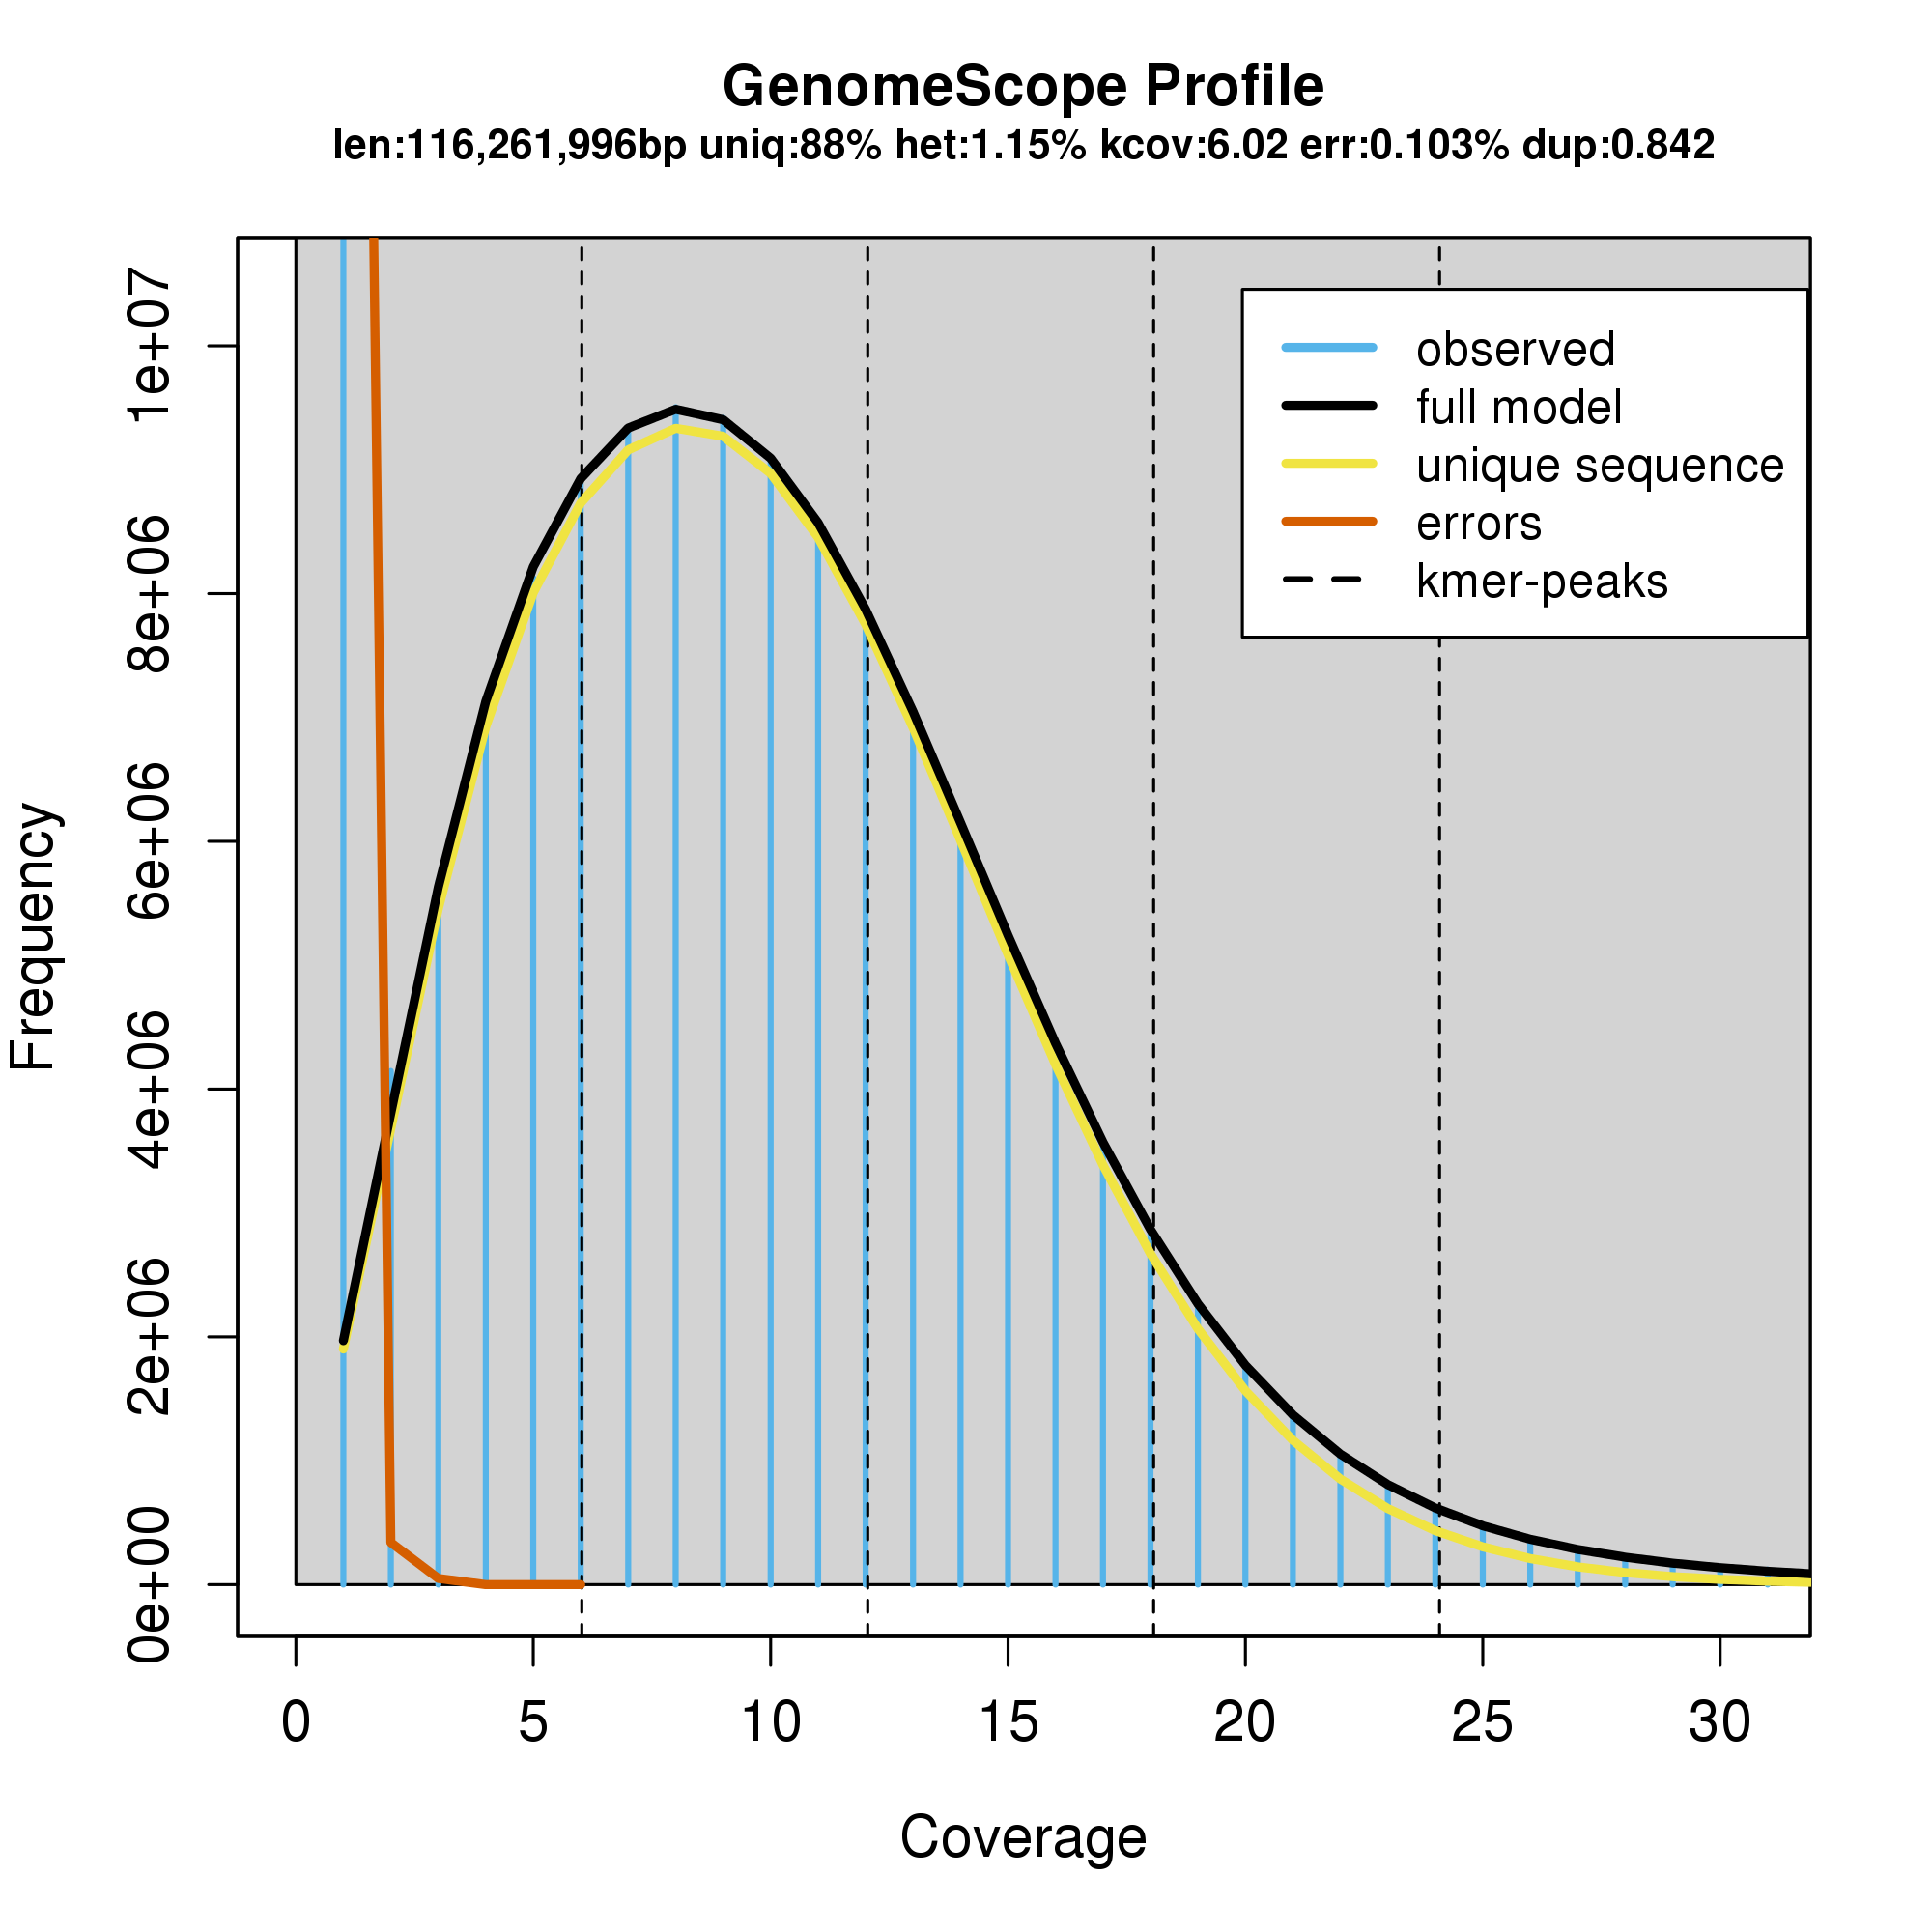 GenomeScope Profile
len:116,261,996bp uniq:88% het:1.15% kcov:6.02 err:0.103% dup:0.842
observed
full model
unique sequence
errors
kmer-peaks
Frequency
1e+07
8e+06
6e+06
4e+06
2e+06
0e+00
0 5 10 15 20 25 30
Coverage